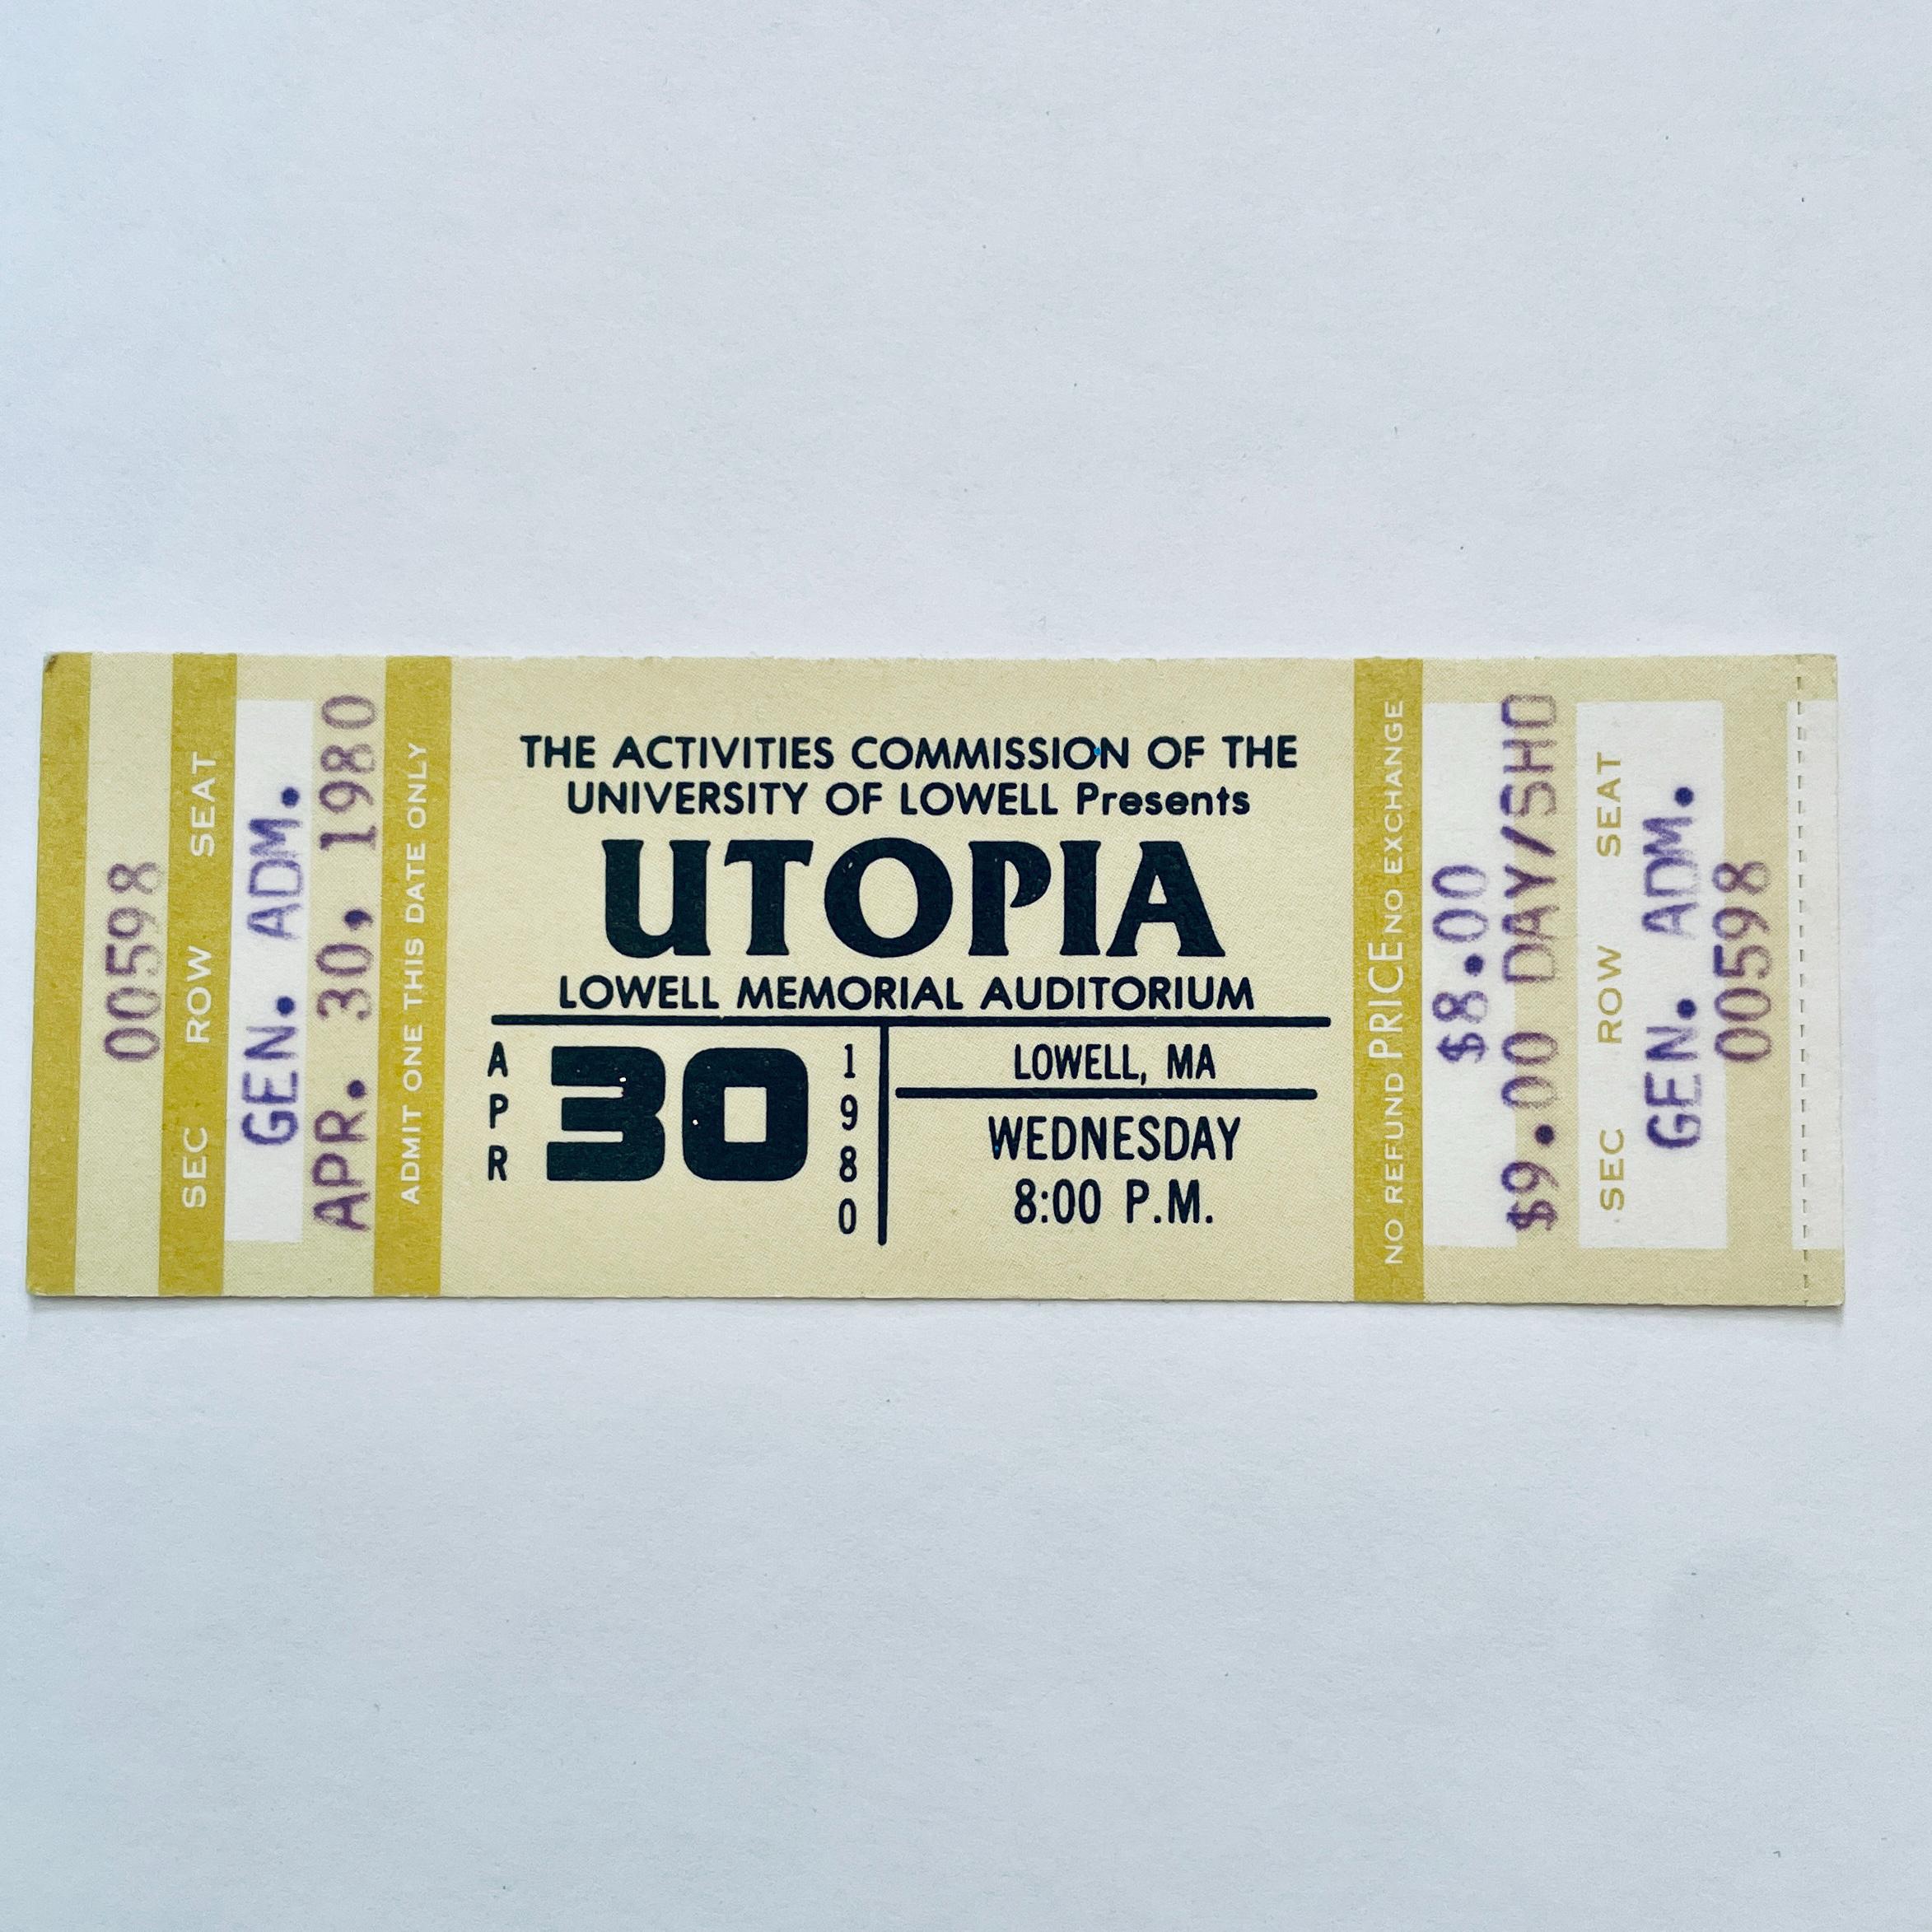 00598
SEC ROW SEAT
GEN. ADM.
APR. 30, 1980
ADMIT ONE THIS DATE ONLY
THE ACTIVITIES COMMISSION OF THE
UNIVERSITY OF LOWELL Presents
UTOPIA
LOWELL MEMORIAL AUDITORIUM
APR
30
1980
LOWELL, MA
WEDNESDAY
8:00 P.M.
NO REFUND PRICE NO EXCHANGE
$8.00
$9.00 DAY/SHO
SEC ROW SEAT
GEN. ADM.
00598